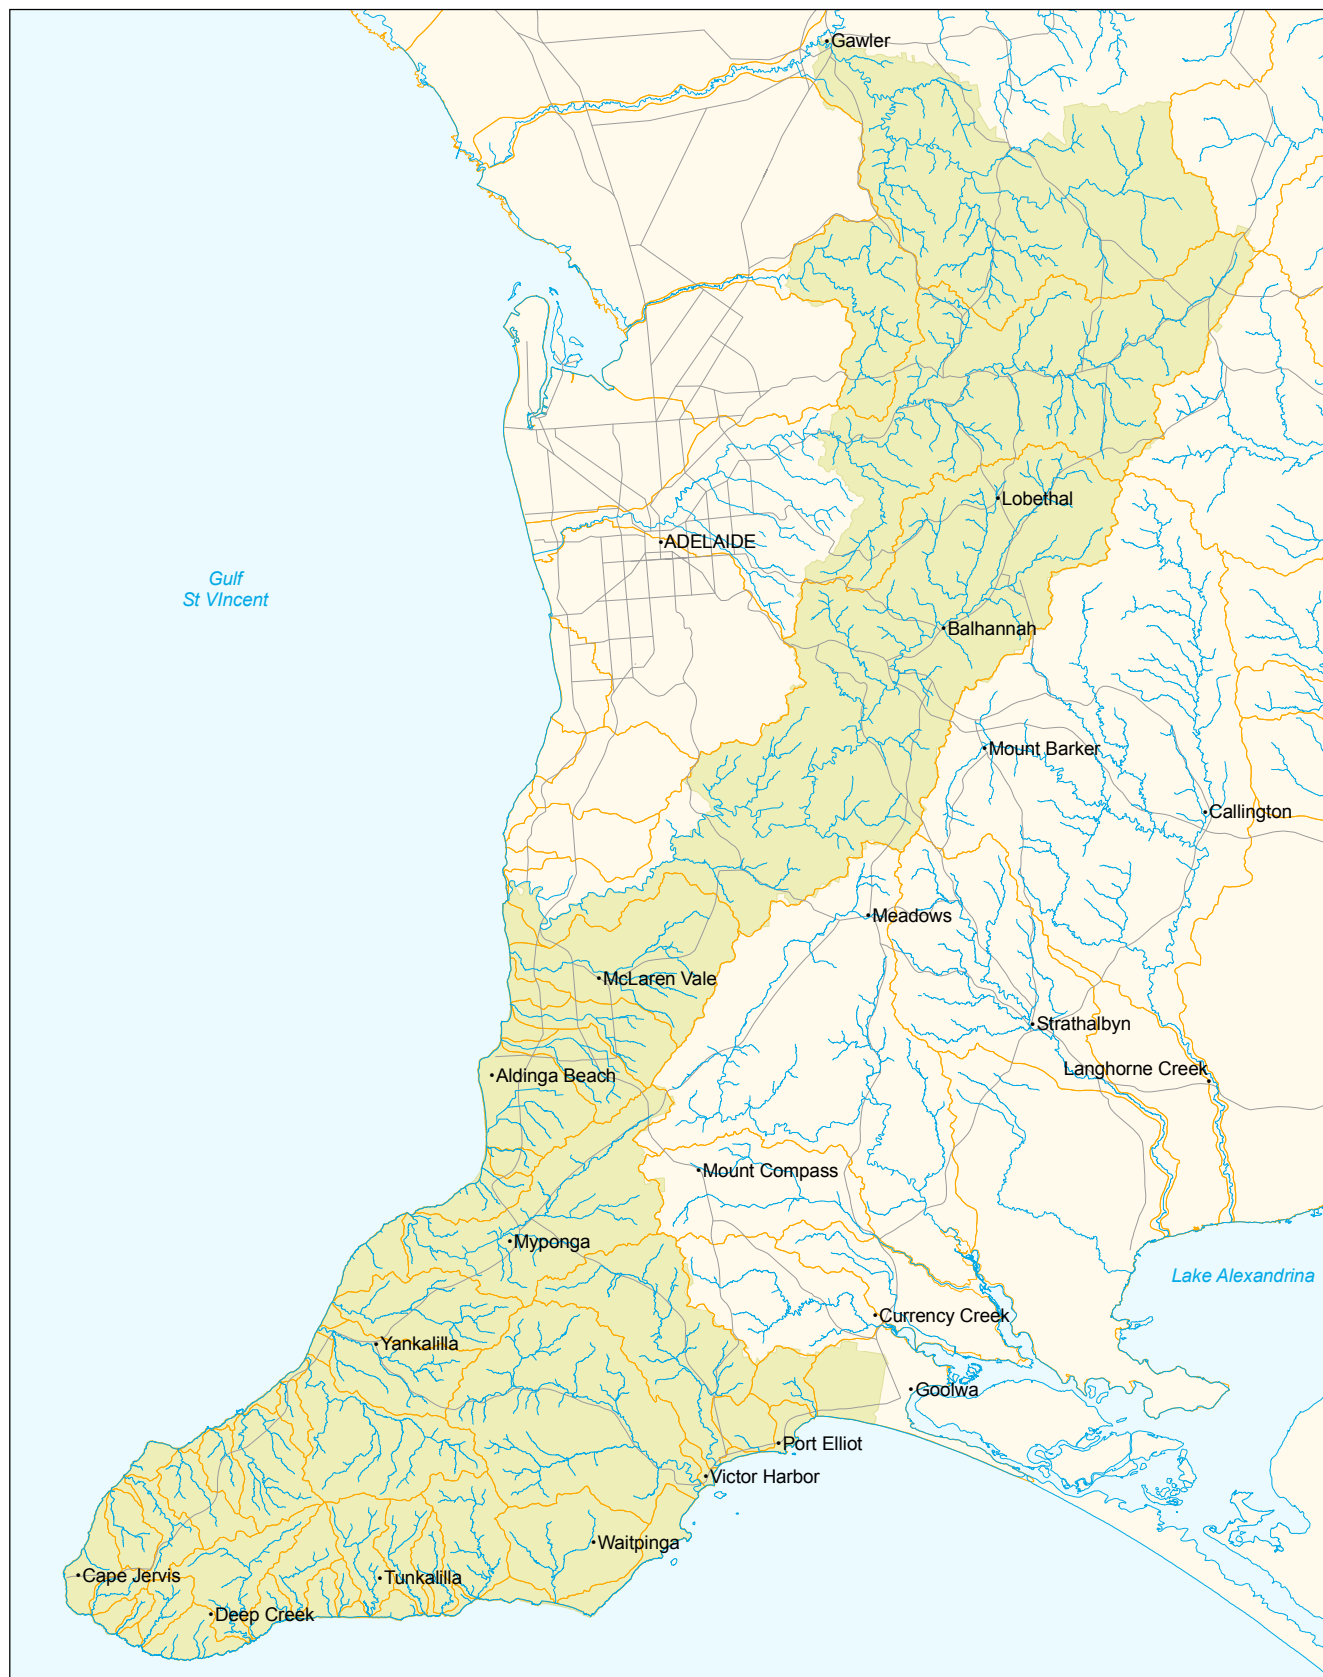 Gawler
Lobethal
ADELAIDE
Gulf
St VIncent
Balhannah
Mount Barker
Callington
Meadows
McLaren Vale
Strathalbyn
Langhorne Creek
Aldinga Beach
Mount Compass
Myponga
Lake Alexandrina
Currency Creek
Yankalilla
Goolwa
Port Elliot
Victor Harbor
Waitpinga
Cape Jervis
Tunkalilla
Deep Creek